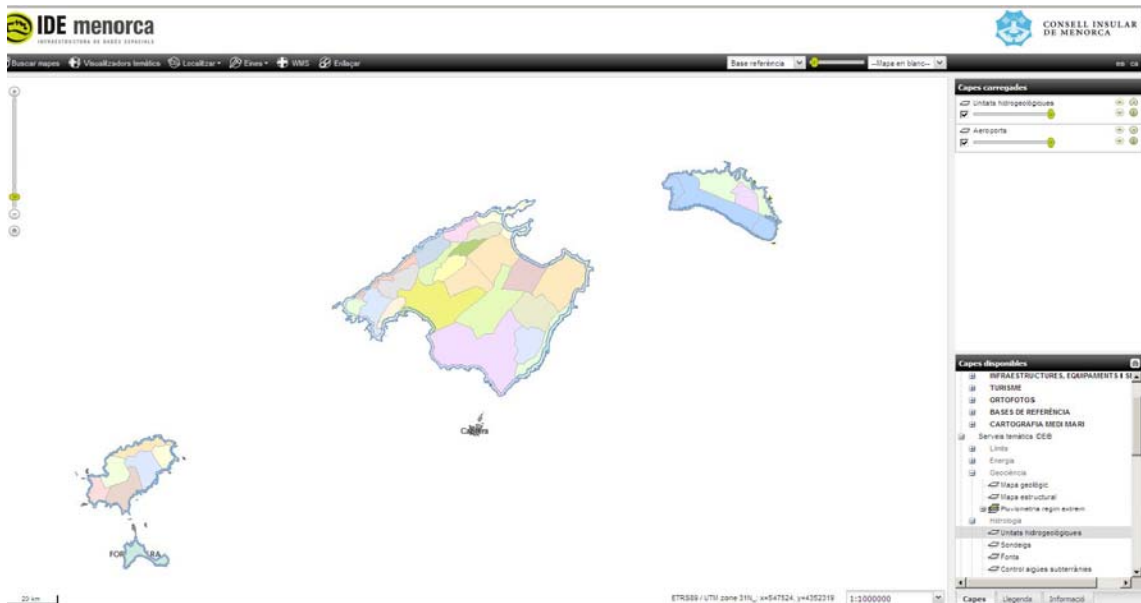 IDE menorca
INFRAESTRUCTURA DE DADES ESPACIALS
CONSELL INSULAR
DE MENORCA
Buscar mapes Visualitzadors temàtics Localitzar Eines WMS Enllaçar
Base referència
--Mapa en blanc--
es ca
Capes carregades
Unitats hidrogeològiques
Aeroports
Cabrera
Capes disponibles
INFRAESTRUCTURES, EQUIPAMENTS I SE
TURISME
ORTOFOTOS
BASES DE REFERÈNCIA
CARTOGRAFIA MEDI MARI
Serveis temàtics IDEIB
Límits
Energia
Geociència
Mapa geològic
Mapa estructural
Pluviometria regim extrem
Hidrologia
Unitats hidrogeològiques
Sondeigs
Fonts
Control aigües subterrànies
FOR RA
20 km
ETRS89 / UTM zone 31N_: x=547524, y=4352319
1:1000000
Capes Llegenda Informació